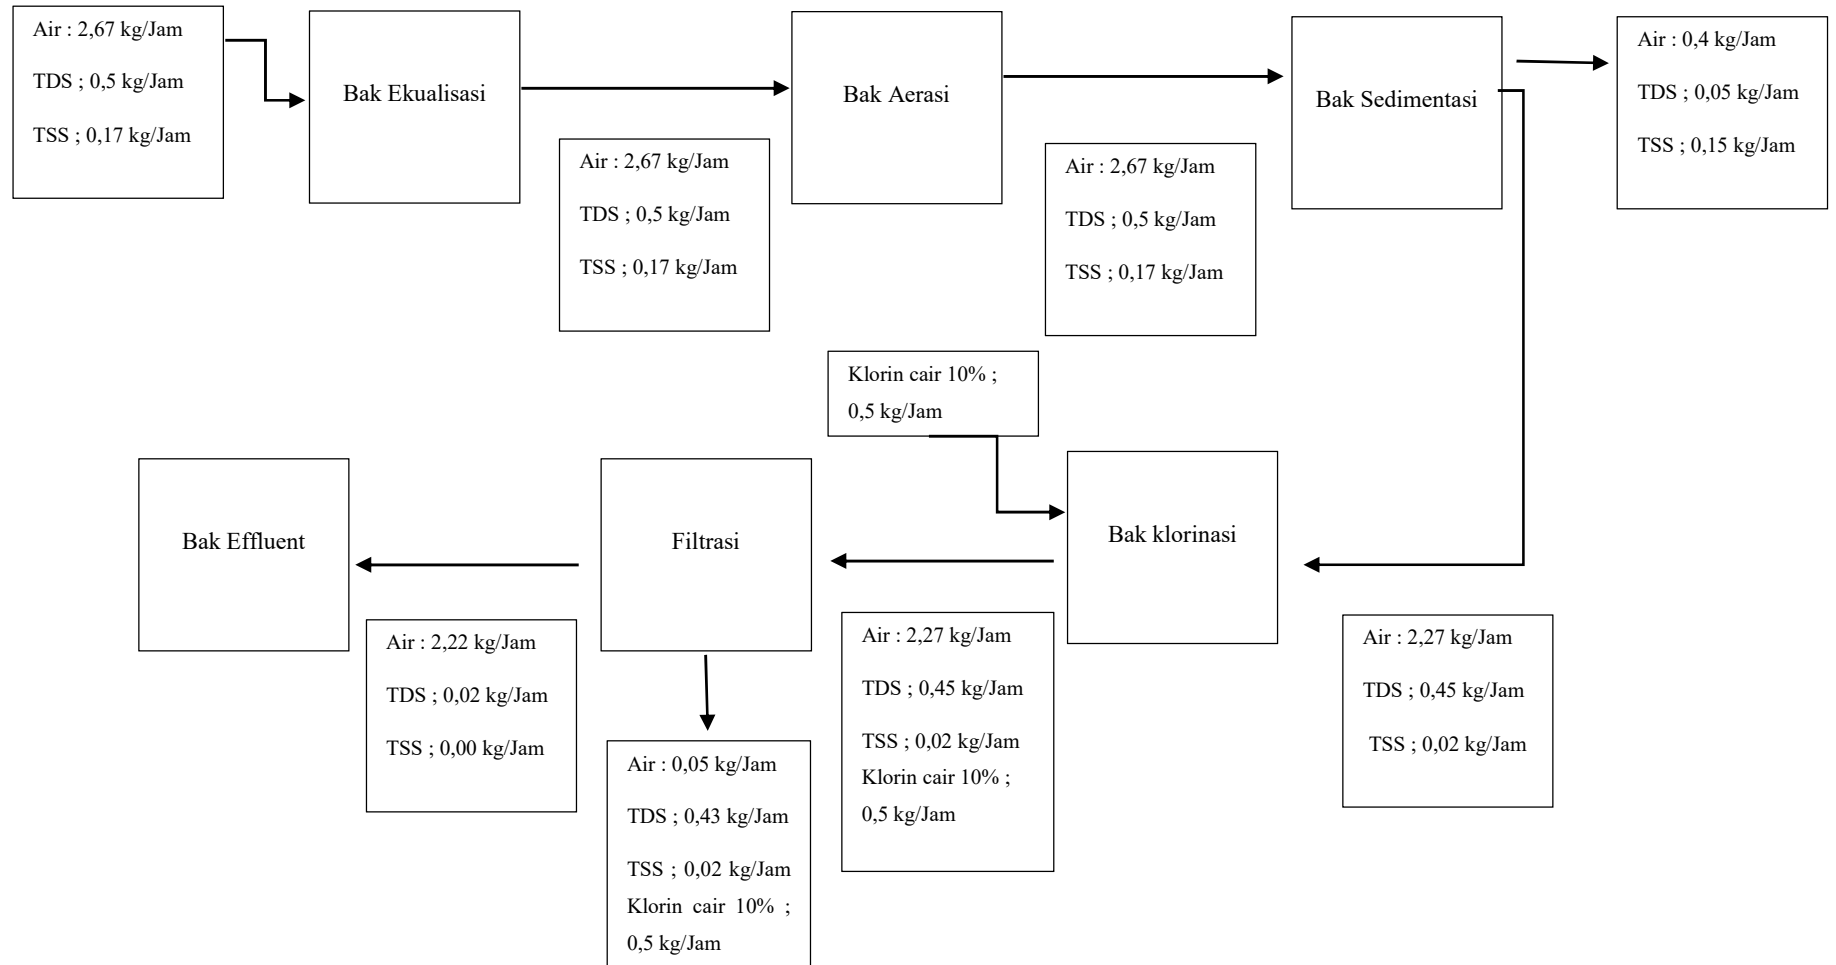 Air : 2,67 kg/Jam
TDS ; 0,5 kg/Jam
TSS ; 0,17 kg/Jam
Bak Ekualisasi
Air : 2,67 kg/Jam
TDS ; 0,5 kg/Jam
TSS ; 0,17 kg/Jam
Bak Aerasi
Air : 2,67 kg/Jam
TDS ; 0,5 kg/Jam
TSS ; 0,17 kg/Jam
Bak Sedimentasi
Air : 0,4 kg/Jam
TDS ; 0,05 kg/Jam
TSS ; 0,15 kg/Jam
Air : 2,27 kg/Jam
TDS ; 0,45 kg/Jam
TSS ; 0,02 kg/Jam
Klorin cair 10% ;
0,5 kg/Jam
Bak klorinasi
Air : 2,27 kg/Jam
TDS ; 0,45 kg/Jam
TSS ; 0,02 kg/Jam
Klorin cair 10% ;
0,5 kg/Jam
Filtrasi
Air : 0,05 kg/Jam
TDS ; 0,43 kg/Jam
TSS ; 0,02 kg/Jam
Klorin cair 10% ;
0,5 kg/Jam
Air : 2,22 kg/Jam
TDS ; 0,02 kg/Jam
TSS ; 0,00 kg/Jam
Bak Effluent